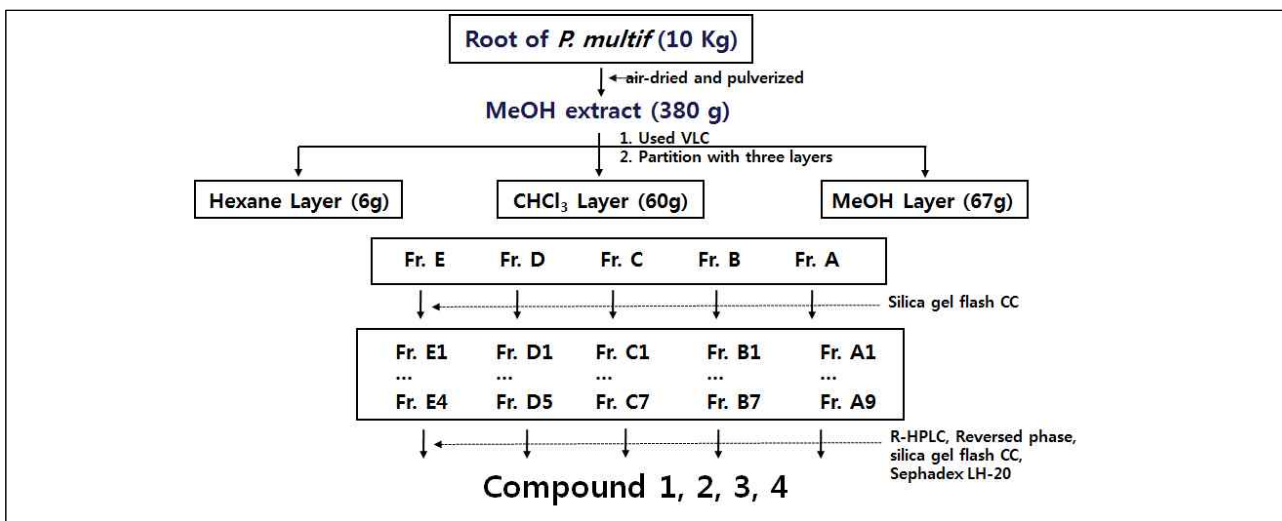 Root of P. multif (10 Kg)
air-dried and pulverized
MeOH extract (380 g)
1. Used VLC
2. Partition with three layers
Hexane Layer (6g) CHCl₃ Layer (60g) MeOH Layer (67g)
Fr. E Fr. D Fr. C Fr. B Fr. A
Silica gel flash CC
Fr. E1 Fr. D1 Fr. C1 Fr. B1 Fr. A1
... ... ... ... ...
Fr. E4 Fr. D5 Fr. C7 Fr. B7 Fr. A9
R-HPLC, Reversed phase,
silica gel flash CC,
Sephadex LH-20
Compound 1, 2, 3, 4